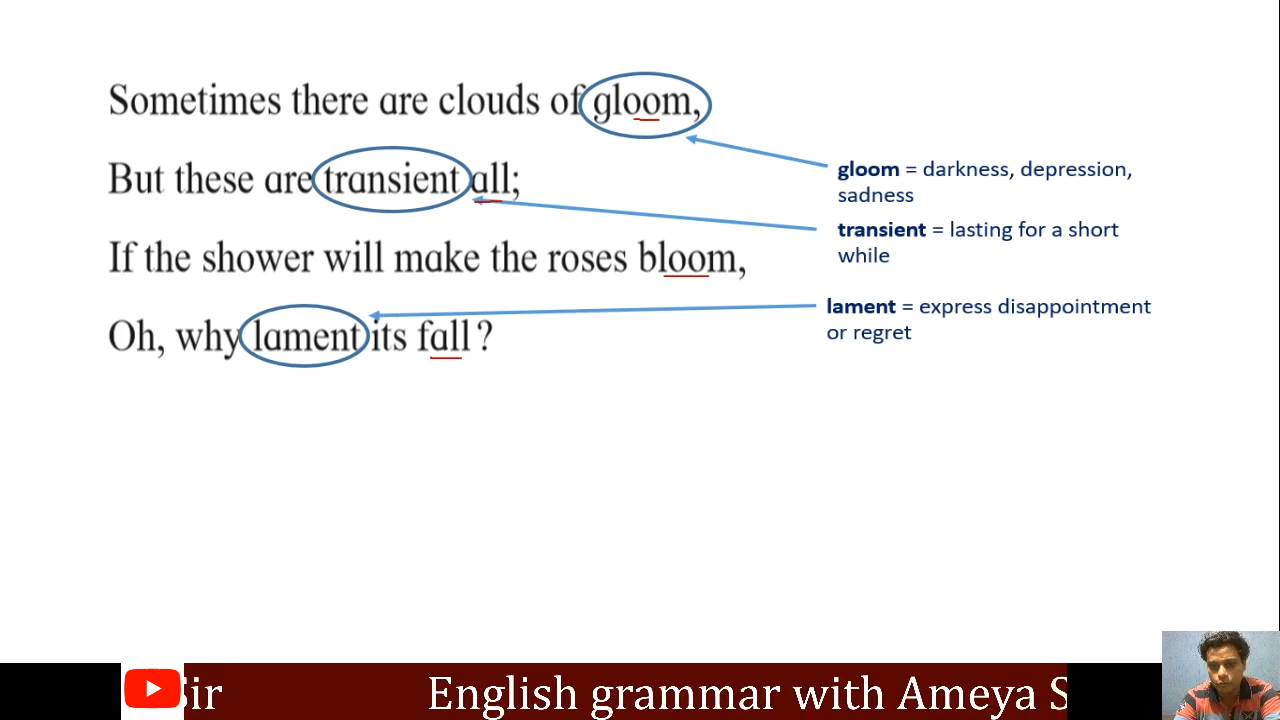 Sometimes there are clouds of gloom,
But these are transient all;
If the shower will make the roses bloom,
Oh, why lament its fall?
gloom = darkness, depression,
sadness
transient = lasting for a short
while
lament = express disappointment
or regret
Sir English grammar with Ameya S